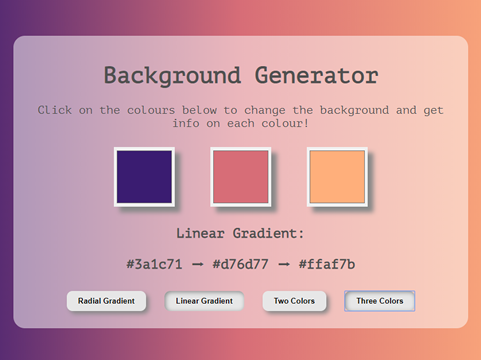 Background Generator
Click on the colours below to change the background and get
info on each colour!
Linear Gradient:
#3a1c71 → #d76d77 → #ffaf7b
Radial Gradient Linear Gradient Two Colors Three Colors